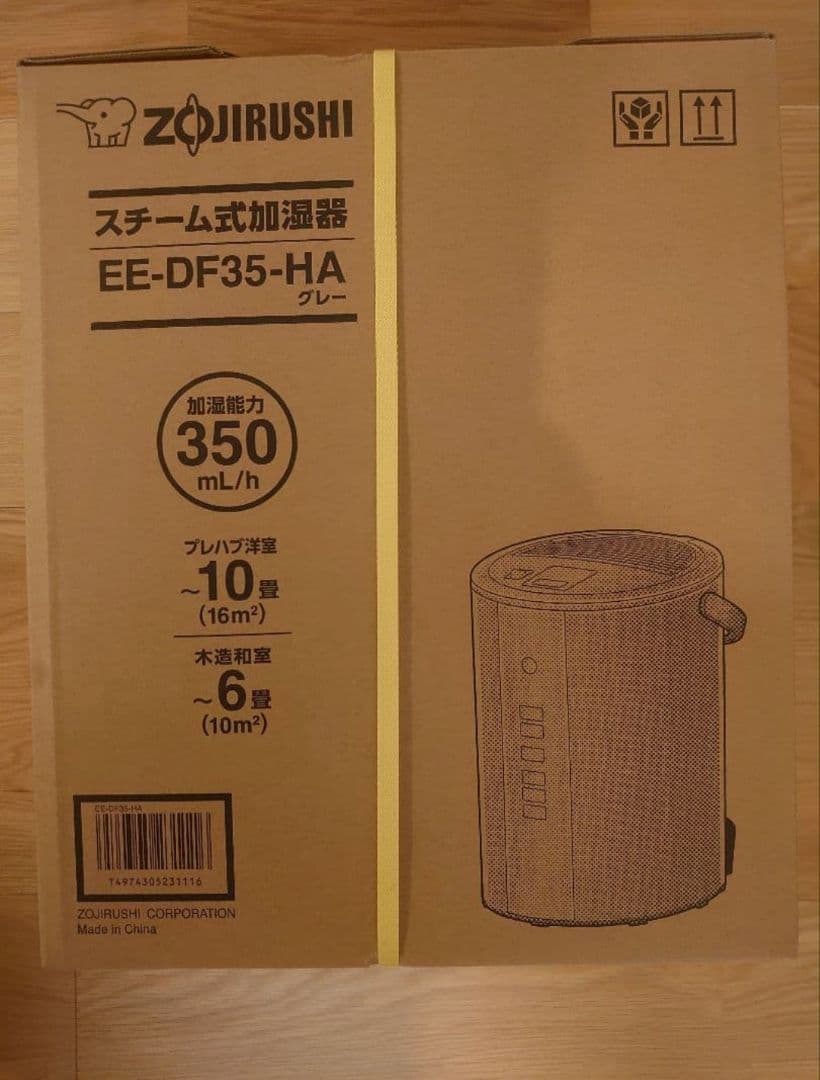 ZOJIRUSHI
スチーム式加湿器
EE-DF35-HA
グレー
加湿能力
350
mL/h
プレハブ洋室
~10畳
(16m²)
木造和室
~6畳
(10m²)
EE-DF35-HA
T4974305231116
ZOJIRUSHI CORPORATION
Made in China